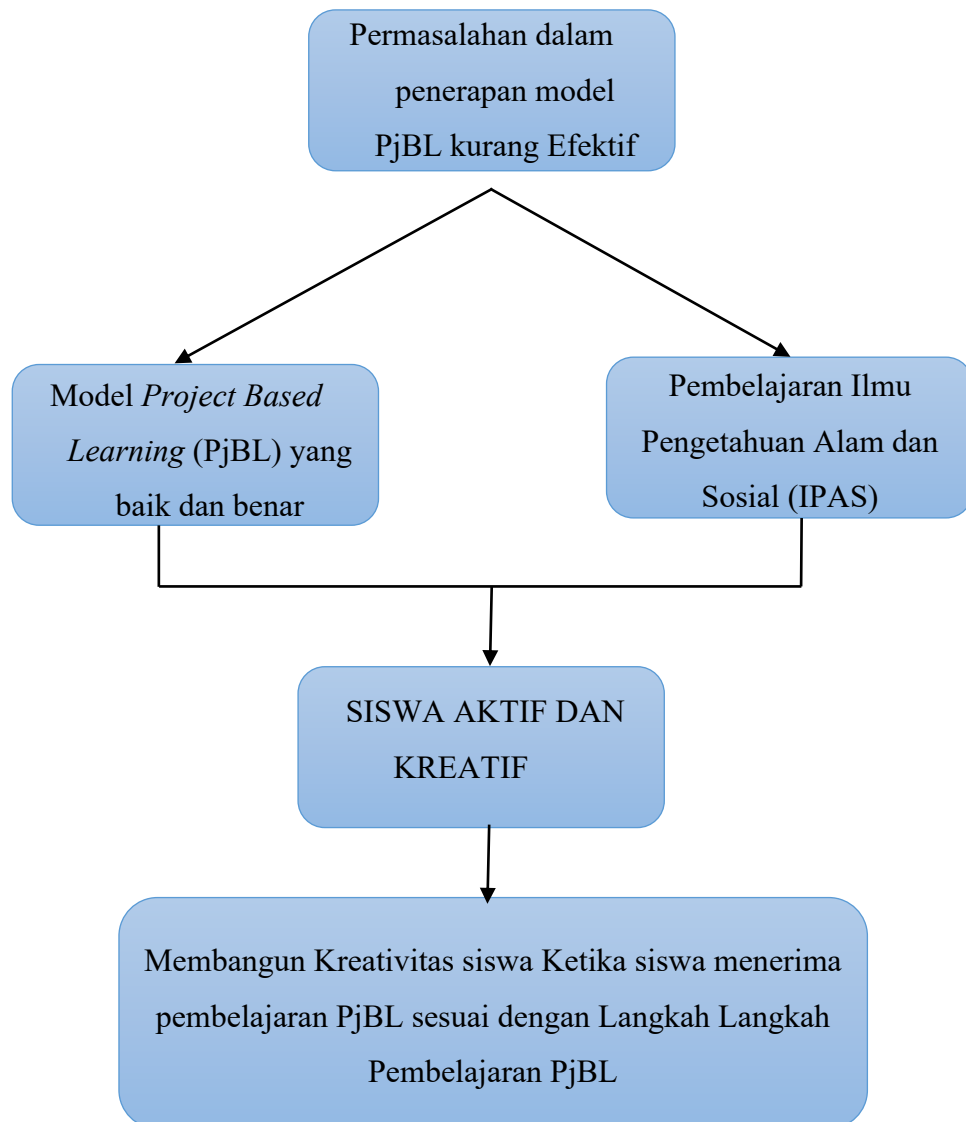 Permasalahan dalam
penerapan model
PjBL kurang Efektif
Model Project Based
Learning (PjBL) yang
baik dan benar
Pembelajaran Ilmu
Pengetahuan Alam dan
Sosial (IPAS)
SISWA AKTIF DAN
KREATIF
Membangun Kreativitas siswa Ketika siswa menerima
pembelajaran PjBL sesuai dengan Langkah Langkah
Pembelajaran PjBL